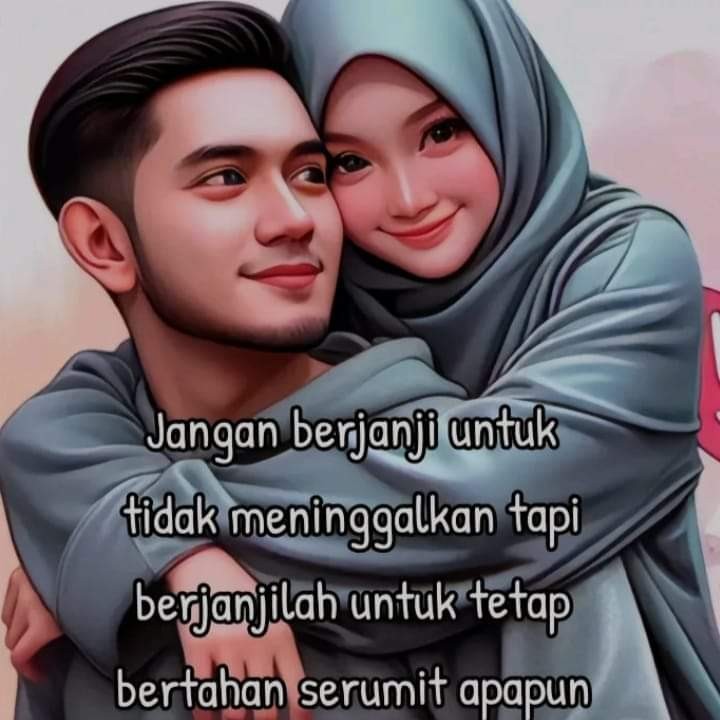 Jangan berjanji untuk
tidak meninggalkan tapi
berjanjilah untuk tetap
bertahan serumit apapun